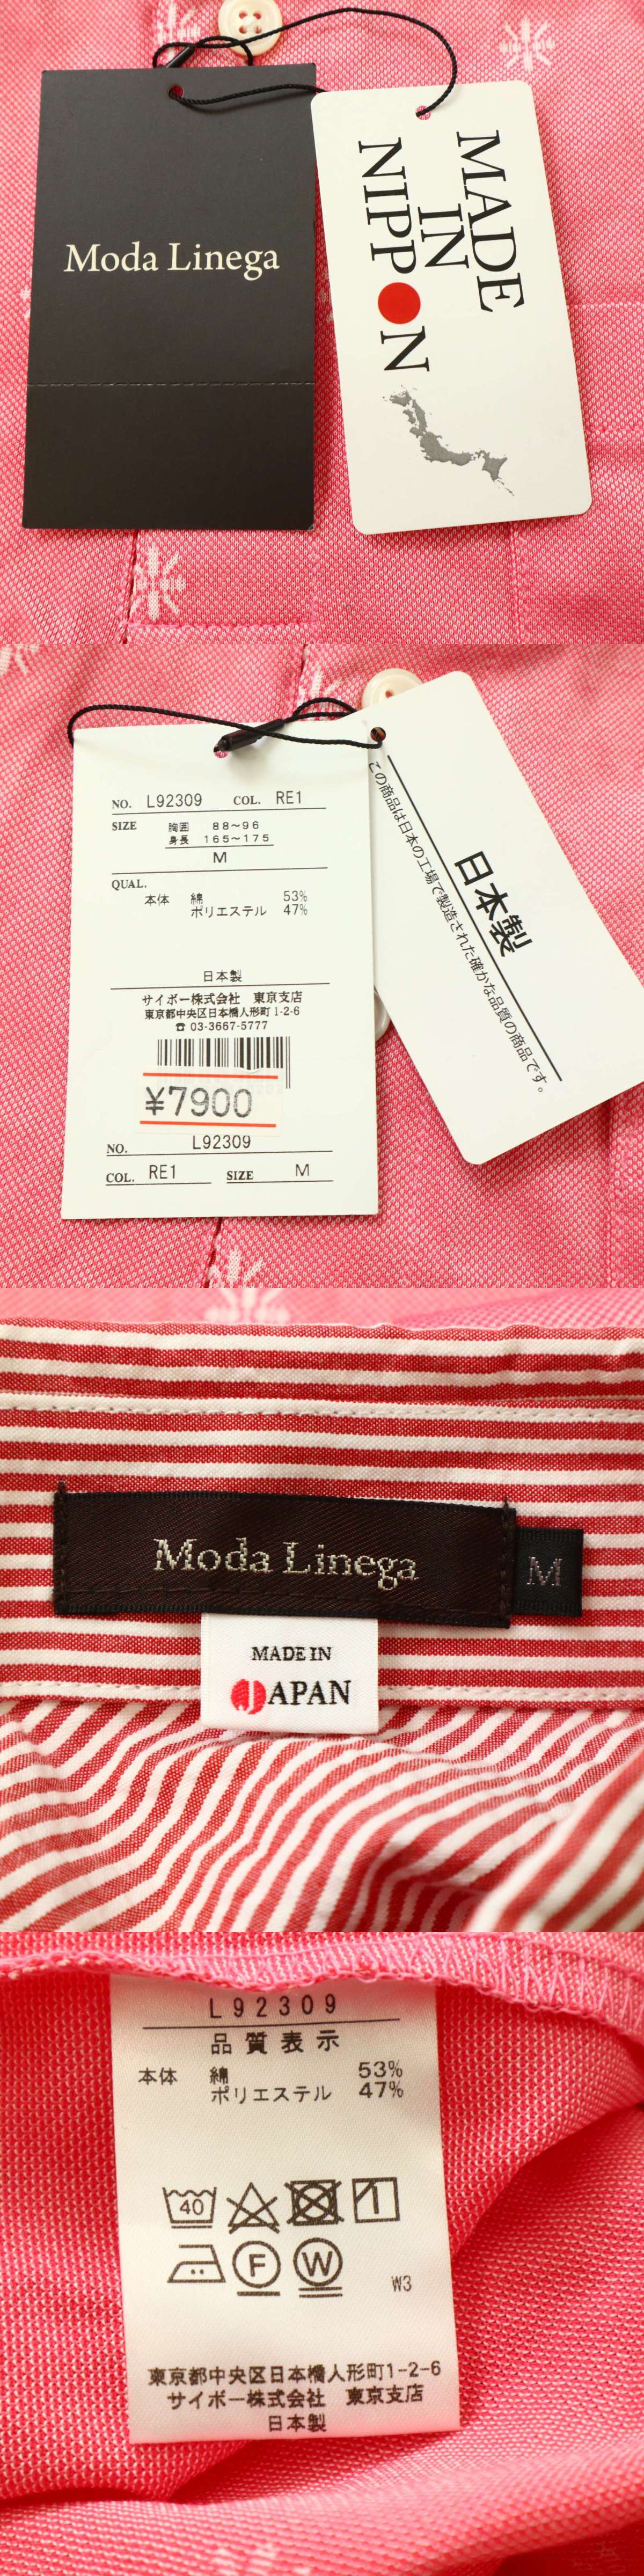 Moda Linega
MADE
IN
NIPPON
NO. L92309 COL. RE1
SIZE 胸囲 88～96
身長 165～175
M
QUAL.
本体 綿 53%
ポリエステル 47%
日本製
サイボー株式会社 東京支店
東京都中央区日本橋人形町1-2-6
☎ 03-3667-5777
¥7900
NO. L92309
COL. RE1 SIZE M
日本製
この商品は日本の工場で製造された確かな品質の商品です。
Moda Linega
M
MADE IN
JAPAN
L92309
品質表示
本体 綿 53%
ポリエステル 47%
40
F W
W3
東京都中央区日本橋人形町1-2-6
サイボー株式会社 東京支店
日本製